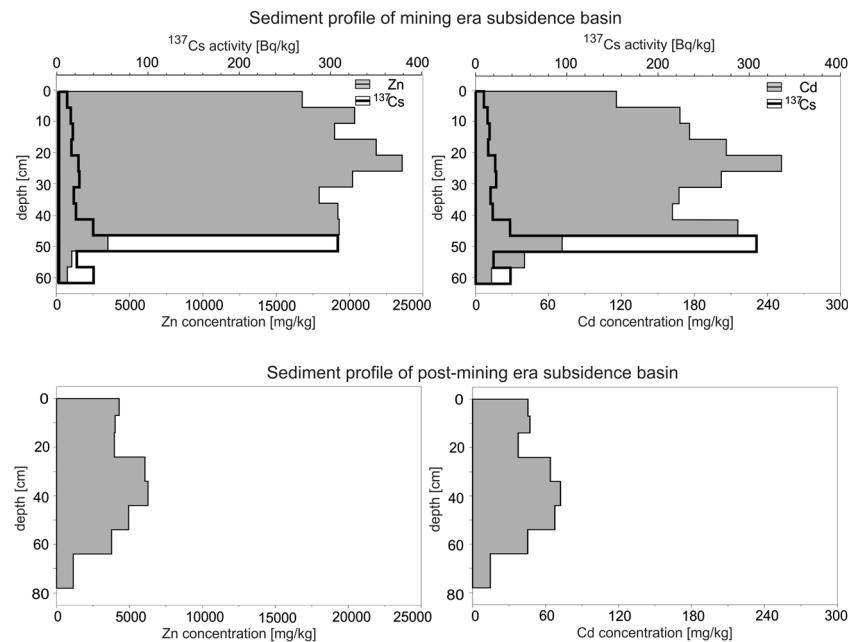 Sediment profile of mining era subsidence basin
137Cs activity [Bq/kg]
0 100 200 300 400
Zn
137Cs
depth [cm]
0
10
20
30
40
50
60
0 5000 10000 15000 20000 25000
Zn concentration [mg/kg]
137Cs activity [Bq/kg]
0 100 200 300 400
Cd
137Cs
depth [cm]
0
10
20
30
40
50
60
0 60 120 180 240 300
Cd concentration [mg/kg]
Sediment profile of post-mining era subsidence basin
depth [cm]
0
20
40
60
80
0 5000 10000 15000 20000 25000
Zn concentration [mg/kg]
depth [cm]
0
20
40
60
80
0 60 120 180 240 300
Cd concentration [mg/kg]